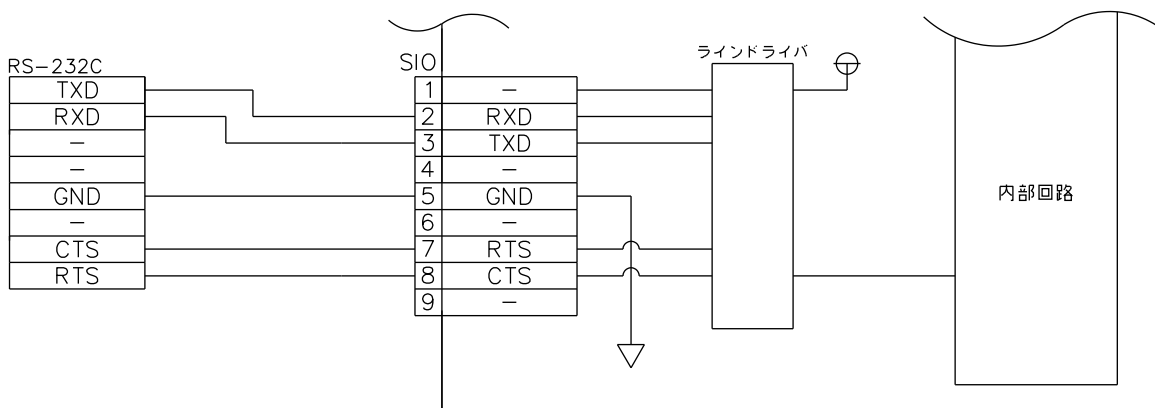 ラインドライバ
SIO
RS-232C
TXD 1 -
RXD 2 RXD
- 3 TXD
- 4 -
GND 5 GND
- 6 -
CTS 7 RTS
RTS 8 CTS
9 -
内部回路